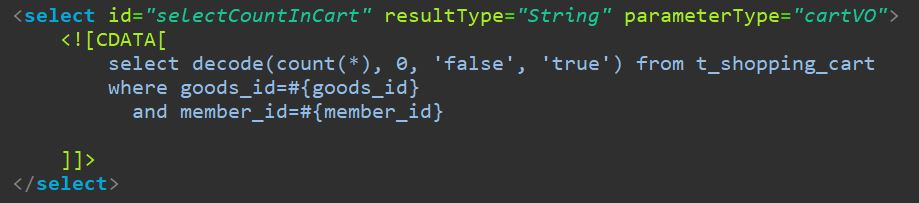 <select id="selectCountInCart" resultType="String" parameterType="cartVO">
<![CDATA[
select decode(count(*), 0, 'false', 'true') from t_shopping_cart
where goods_id=#{goods_id}
and member_id=#{member_id}
]]>
</select>